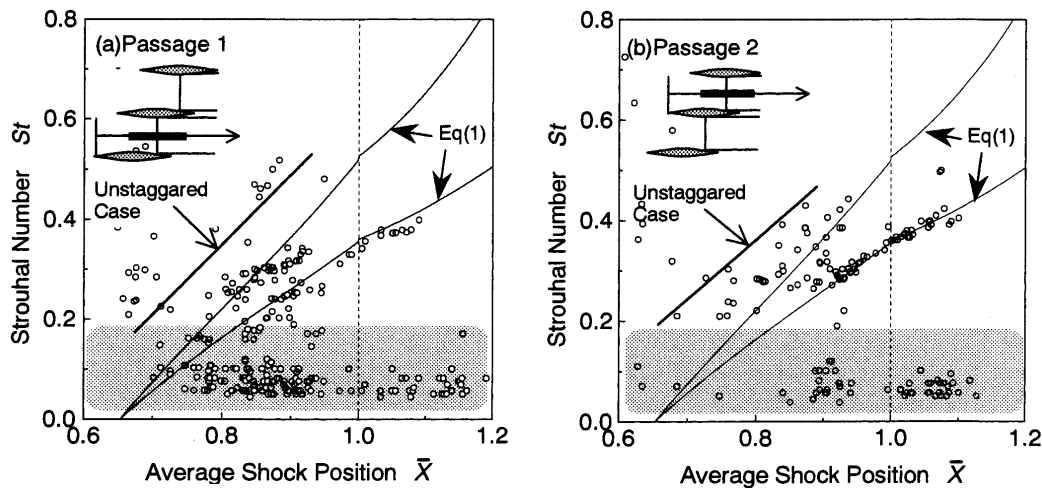 (a)Passage 1
Eq(1)
Unstaggared
Case
Strouhal Number St
0.8
0.6
0.4
0.2
0.0
0.6
0.8
1.0
1.2
Average Shock Position X̄
(b)Passage 2
Eq(1)
Unstaggared
Case
Strouhal Number St
0.8
0.6
0.4
0.2
0.0
0.6
0.8
1.0
1.2
Average Shock Position X̄